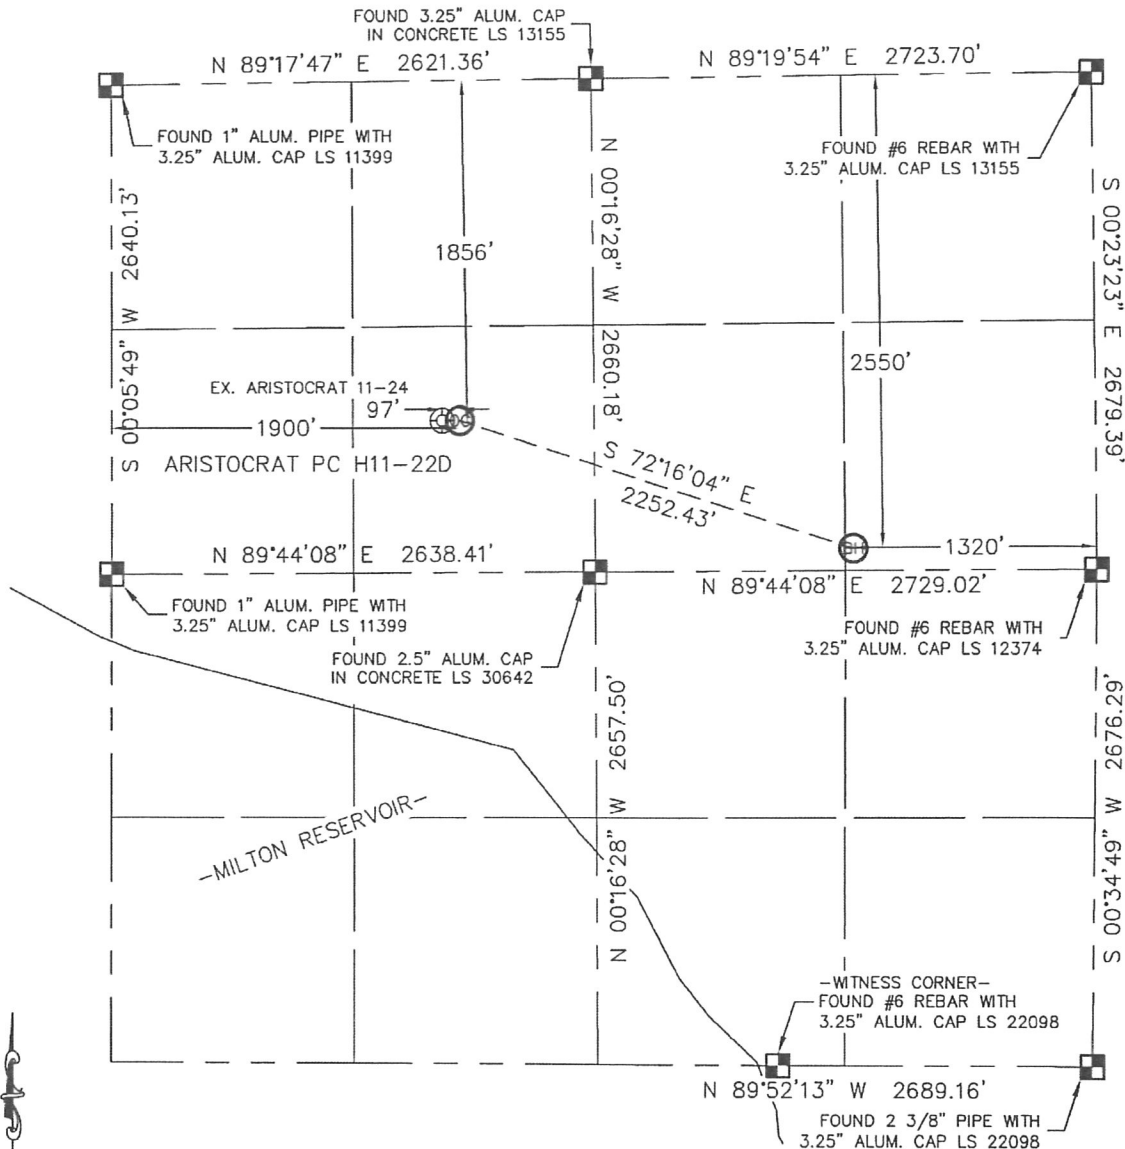 FOUND 3.25" ALUM. CAP
IN CONCRETE LS 13155
N 89°17'47" E 2621.36'
N 89°19'54" E 2723.70'
FOUND 1" ALUM. PIPE WITH
3.25" ALUM. CAP LS 11399
FOUND #6 REBAR WITH
3.25" ALUM. CAP LS 13155
S 00°05'49" W 2640.13'
N 00°16'28" W 2660.18'
S 00°23'23" E 2679.39'
1856'
2550'
EX. ARISTOCRAT 11-24
97'
1900'
ARISTOCRAT PC H11-22D
S 72°16'04" E
2252.43'
BH
1320'
N 89°44'08" E 2638.41'
N 89°44'08" E 2729.02'
FOUND 1" ALUM. PIPE WITH
3.25" ALUM. CAP LS 11399
FOUND 2.5" ALUM. CAP
IN CONCRETE LS 30642
FOUND #6 REBAR WITH
3.25" ALUM. CAP LS 12374
N 00°16'28" W 2657.50'
S 00°34'49" W 2676.29'
-MILTON RESERVOIR-
-WITNESS CORNER-
FOUND #6 REBAR WITH
3.25" ALUM. CAP LS 22098
N 89°52'13" W 2689.16'
FOUND 2 3/8" PIPE WITH
3.25" ALUM. CAP LS 22098